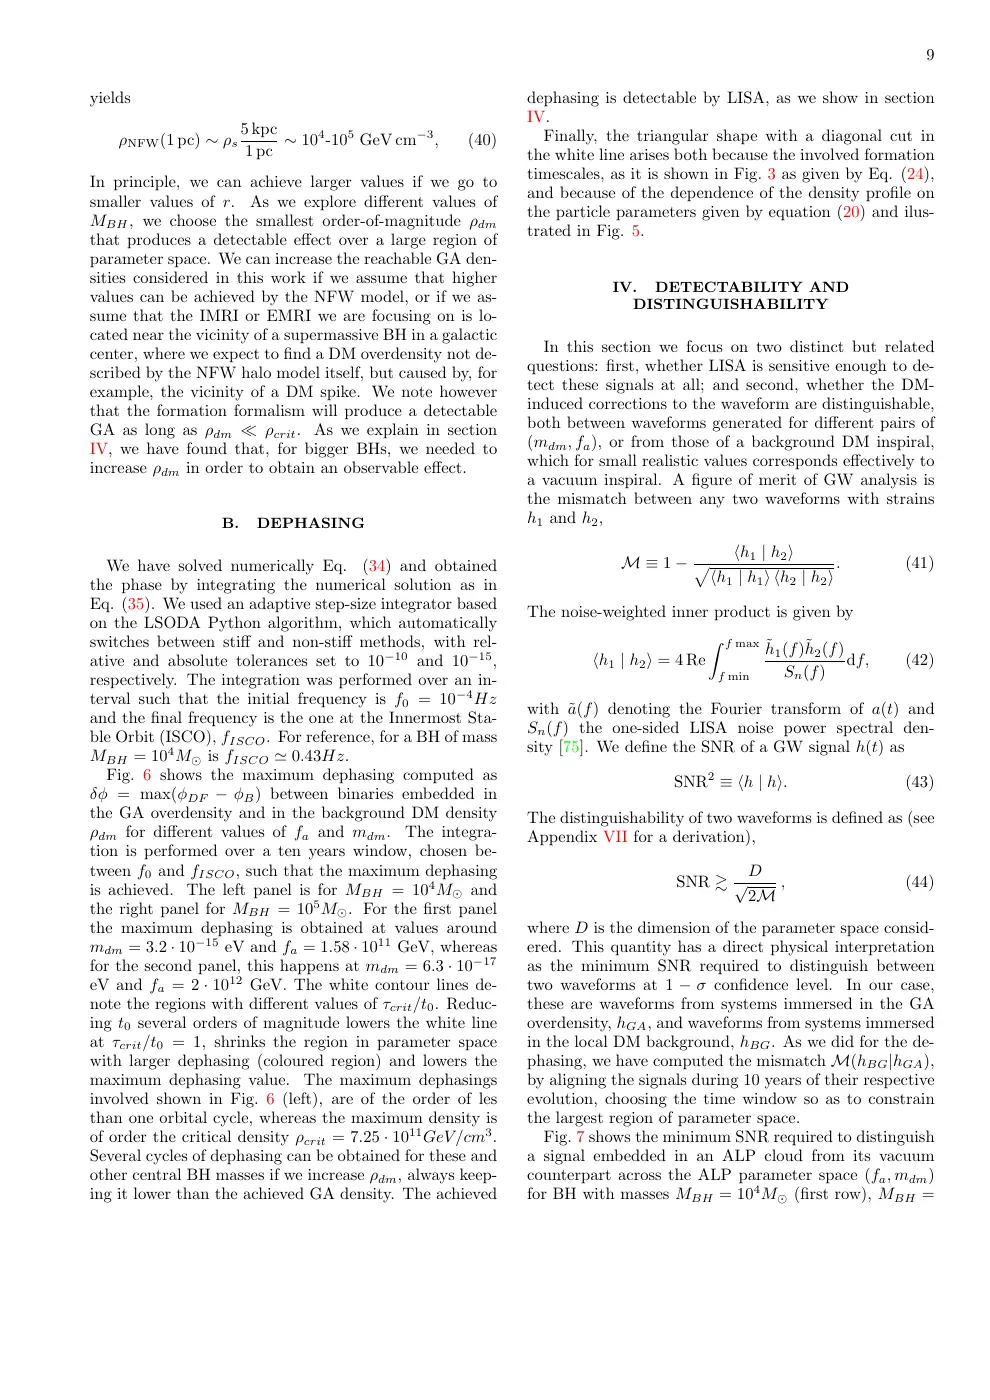 9
yields
ρNFW(1 pc) ∼ ρs 5 kpc / 1 pc ∼ 10⁴-10⁵ GeV cm⁻³, (40)
In principle, we can achieve larger values if we go to
smaller values of r. As we explore different values of
MBH, we choose the smallest order-of-magnitude ρdm
that produces a detectable effect over a large region of
parameter space. We can increase the reachable GA den-
sities considered in this work if we assume that higher
values can be achieved by the NFW model, or if we as-
sume that the IMRI or EMRI we are focusing on is lo-
cated near the vicinity of a supermassive BH in a galactic
center, where we expect to find a DM overdensity not de-
scribed by the NFW halo model itself, but caused by, for
example, the vicinity of a DM spike. We note however
that the formation formalism will produce a detectable
GA as long as ρdm ≪ ρcrit. As we explain in section
IV, we have found that, for bigger BHs, we needed to
increase ρdm in order to obtain an observable effect.
B. DEPHASING
We have solved numerically Eq. (34) and obtained
the phase by integrating the numerical solution as in
Eq. (35). We used an adaptive step-size integrator based
on the LSODA Python algorithm, which automatically
switches between stiff and non-stiff methods, with rel-
ative and absolute tolerances set to 10⁻¹⁰ and 10⁻¹⁵,
respectively. The integration was performed over an in-
terval such that the initial frequency is f₀ = 10⁻⁴Hz
and the final frequency is the one at the Innermost Sta-
ble Orbit (ISCO), fISCO. For reference, for a BH of mass
MBH = 10⁴M⊙ is fISCO ≃ 0.43Hz.
Fig. 6 shows the maximum dephasing computed as
δϕ = max(ϕDF − ϕB) between binaries embedded in
the GA overdensity and in the background DM density
ρdm for different values of fa and mdm. The integra-
tion is performed over a ten years window, chosen be-
tween f₀ and fISCO, such that the maximum dephasing
is achieved. The left panel is for MBH = 10⁴M⊙ and
the right panel for MBH = 10⁵M⊙. For the first panel
the maximum dephasing is obtained at values around
mdm = 3.2 · 10⁻¹⁵ eV and fa = 1.58 · 10¹¹ GeV, whereas
for the second panel, this happens at mdm = 6.3 · 10⁻¹⁷
eV and fa = 2 · 10¹² GeV. The white contour lines de-
note the regions with different values of τcrit/t₀. Reduc-
ing t₀ several orders of magnitude lowers the white line
at τcrit/t₀ = 1, shrinks the region in parameter space
with larger dephasing (coloured region) and lowers the
maximum dephasing value. The maximum dephasings
involved shown in Fig. 6 (left), are of the order of les
than one orbital cycle, whereas the maximum density is
of order the critical density ρcrit = 7.25 · 10¹¹GeV/cm³.
Several cycles of dephasing can be obtained for these and
other central BH masses if we increase ρdm, always keep-
ing it lower than the achieved GA density. The achieved
dephasing is detectable by LISA, as we show in section
IV.
Finally, the triangular shape with a diagonal cut in
the white line arises both because the involved formation
timescales, as it is shown in Fig. 3 as given by Eq. (24),
and because of the dependence of the density profile on
the particle parameters given by equation (20) and ilus-
trated in Fig. 5.
IV. DETECTABILITY AND
DISTINGUISHABILITY
In this section we focus on two distinct but related
questions: first, whether LISA is sensitive enough to de-
tect these signals at all; and second, whether the DM-
induced corrections to the waveform are distinguishable,
both between waveforms generated for different pairs of
(mdm, fa), or from those of a background DM inspiral,
which for small realistic values corresponds effectively to
a vacuum inspiral. A figure of merit of GW analysis is
the mismatch between any two waveforms with strains
h₁ and h₂,
ℳ ≡ 1 − ⟨h₁ | h₂⟩ / √(⟨h₁ | h₁⟩ ⟨h₂ | h₂⟩) . (41)
The noise-weighted inner product is given by
⟨h₁ | h₂⟩ = 4 Re ∫ f min f max h̃₁(f)h̃₂(f) / Sn(f) df, (42)
with ã(f) denoting the Fourier transform of a(t) and
Sn(f) the one-sided LISA noise power spectral den-
sity [75]. We define the SNR of a GW signal h(t) as
SNR² ≡ ⟨h | h⟩. (43)
The distinguishability of two waveforms is defined as (see
Appendix VII for a derivation),
SNR ≳ D / √(2ℳ) , (44)
where D is the dimension of the parameter space consid-
ered. This quantity has a direct physical interpretation
as the minimum SNR required to distinguish between
two waveforms at 1 − σ confidence level. In our case,
these are waveforms from systems immersed in the GA
overdensity, hGA, and waveforms from systems immersed
in the local DM background, hBG. As we did for the de-
phasing, we have computed the mismatch ℳ(hBG|hGA),
by aligning the signals during 10 years of their respective
evolution, choosing the time window so as to constrain
the largest region of parameter space.
Fig. 7 shows the minimum SNR required to distinguish
a signal embedded in an ALP cloud from its vacuum
counterpart across the ALP parameter space (fa, mdm)
for BH with masses MBH = 10⁴M⊙ (first row), MBH =